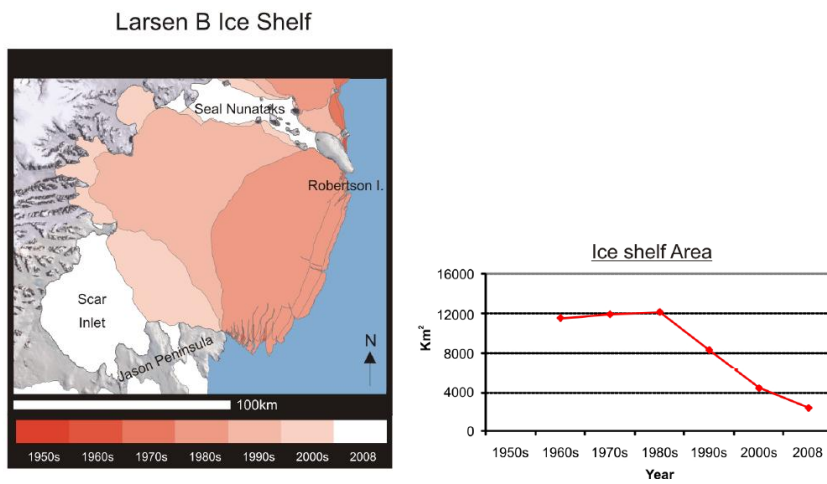 Larsen B Ice Shelf
Seal Nunataks
Robertson I.
Scar
Inlet
Jason Peninsula
N
100km
1950s 1960s 1970s 1980s 1990s 2000s 2008
Ice shelf Area
16000
12000
8000
4000
0
Km²
1950s 1960s 1970s 1980s 1990s 2000s 2008
Year